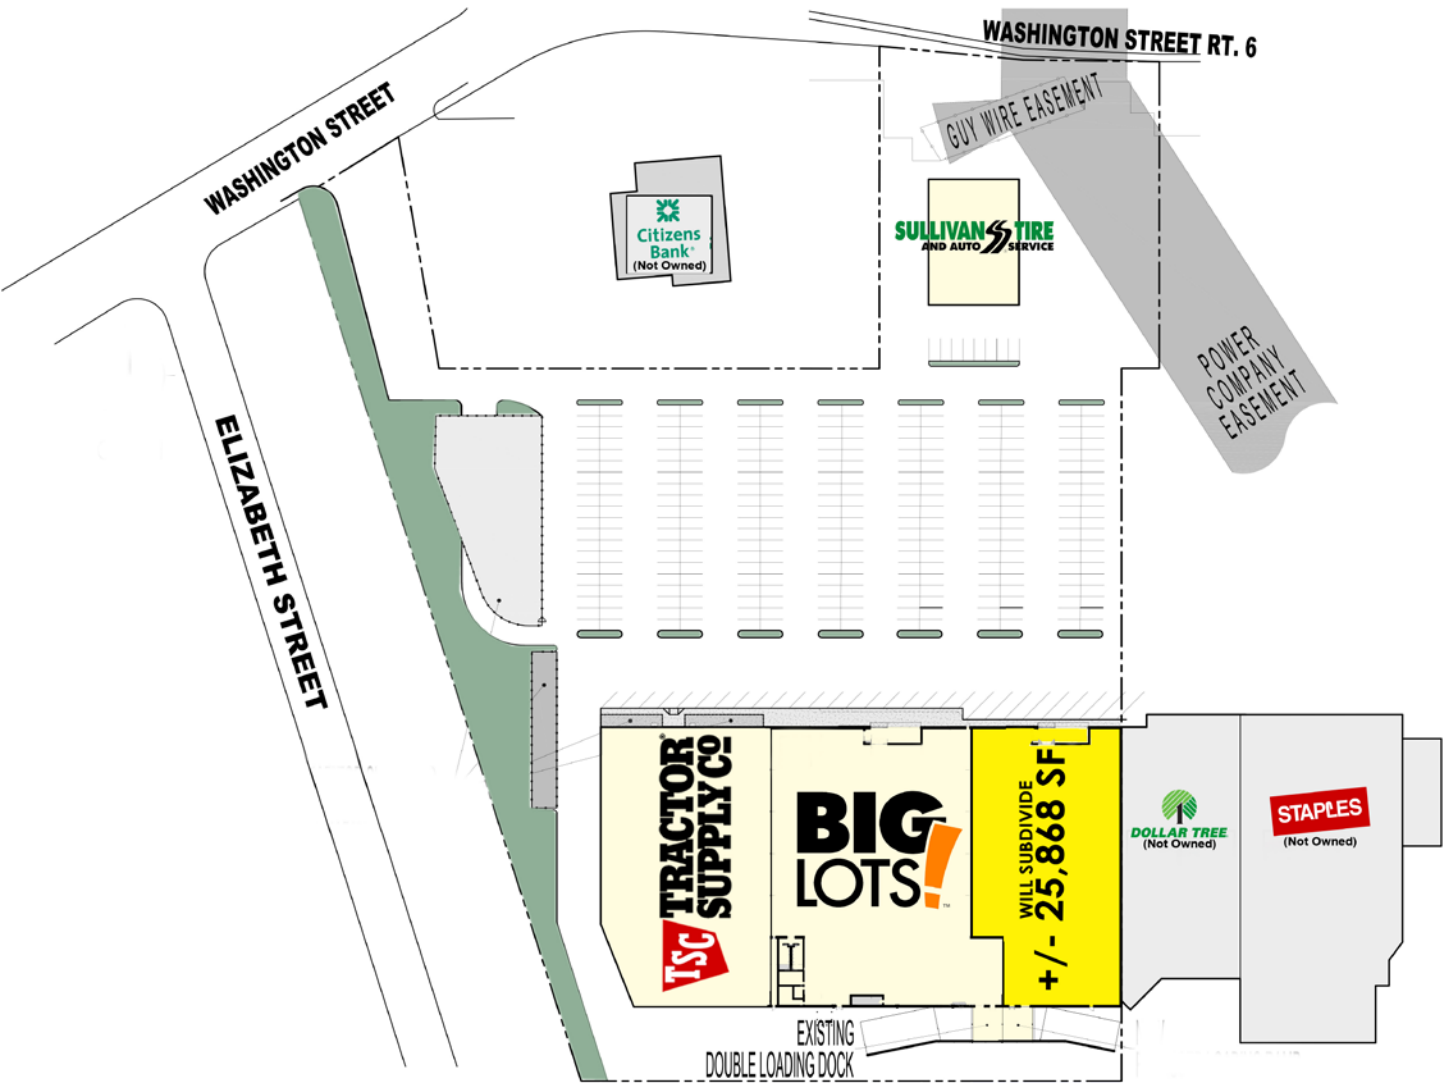 WASHINGTON STREET RT. 6
WASHINGTON STREET
GUY WIRE EASEMENT
Citizens
Bank®
(Not Owned)
SULLIVAN TIRE
AND AUTO SERVICE
POWER
COMPANY
EASEMENT
ELIZABETH STREET
TRACTOR®
SUPPLY CO
TSC
BIG
LOTS!™
WILL SUBDIVIDE
+/- 25,868 SF
DOLLAR TREE
(Not Owned)
STAPLES
(Not Owned)
EXISTING
DOUBLE LOADING DOCK